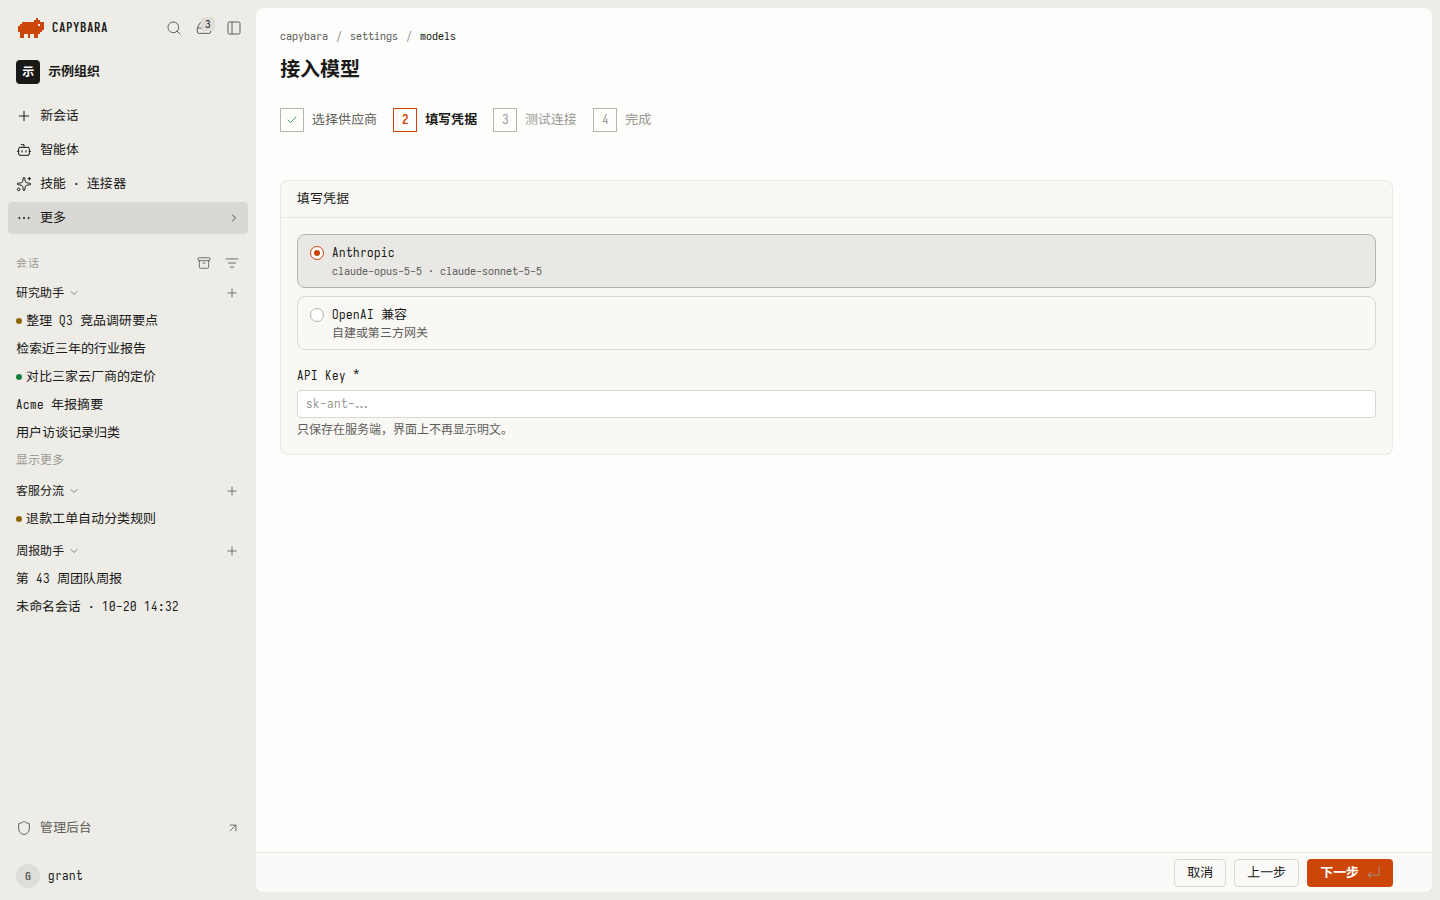 CAPYBARA
3
示 示例组织
新会话
智能体
技能 · 连接器
更多
会话
研究助手
整理 Q3 竞品调研要点
检索近三年的行业报告
对比三家云厂商的定价
Acme 年报摘要
用户访谈记录归类
显示更多
客服分流
退款工单自动分类规则
周报助手
第 43 周团队周报
未命名会话 · 10-20 14:32
管理后台
G grant
capybara / settings / models
接入模型
选择供应商 2 填写凭据 3 测试连接 4 完成
填写凭据
Anthropic
claude-opus-5-5 · claude-sonnet-5-5
OpenAI 兼容
自建或第三方网关
API Key *
sk-ant-...
只保存在服务端，界面上不再显示明文。
取消 上一步 下一步